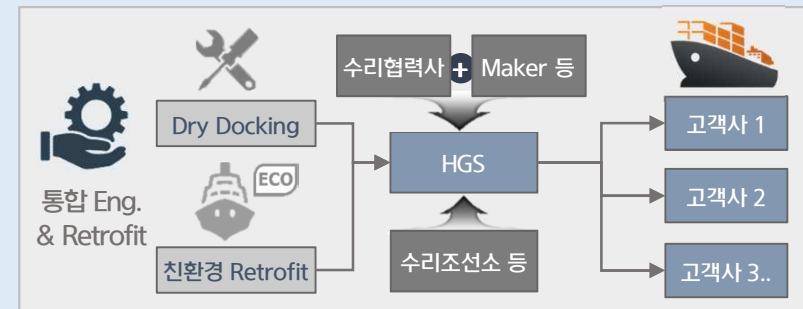 수리협력사 + Maker 등
Dry Docking
ECO
통합 Eng.
& Retrofit
친환경 Retrofit
HGS
수리조선소 등
고객사 1
고객사 2
고객사 3..